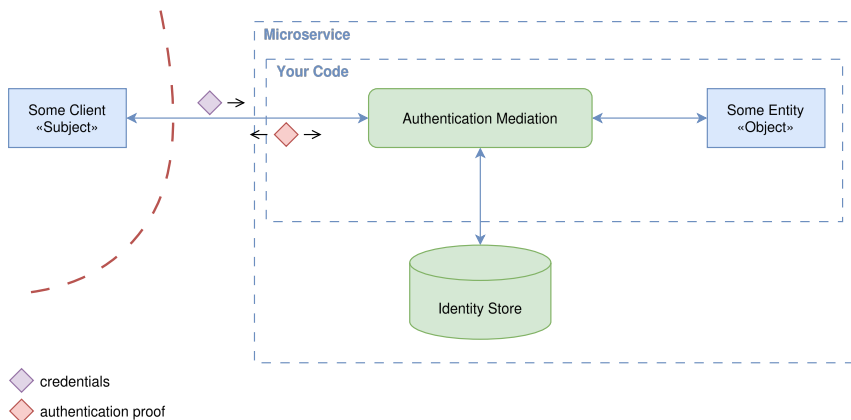 Microservice
Your Code
Some Client
«Subject»
Authentication Mediation
Some Entity
«Object»
Identity Store
credentials
authentication proof